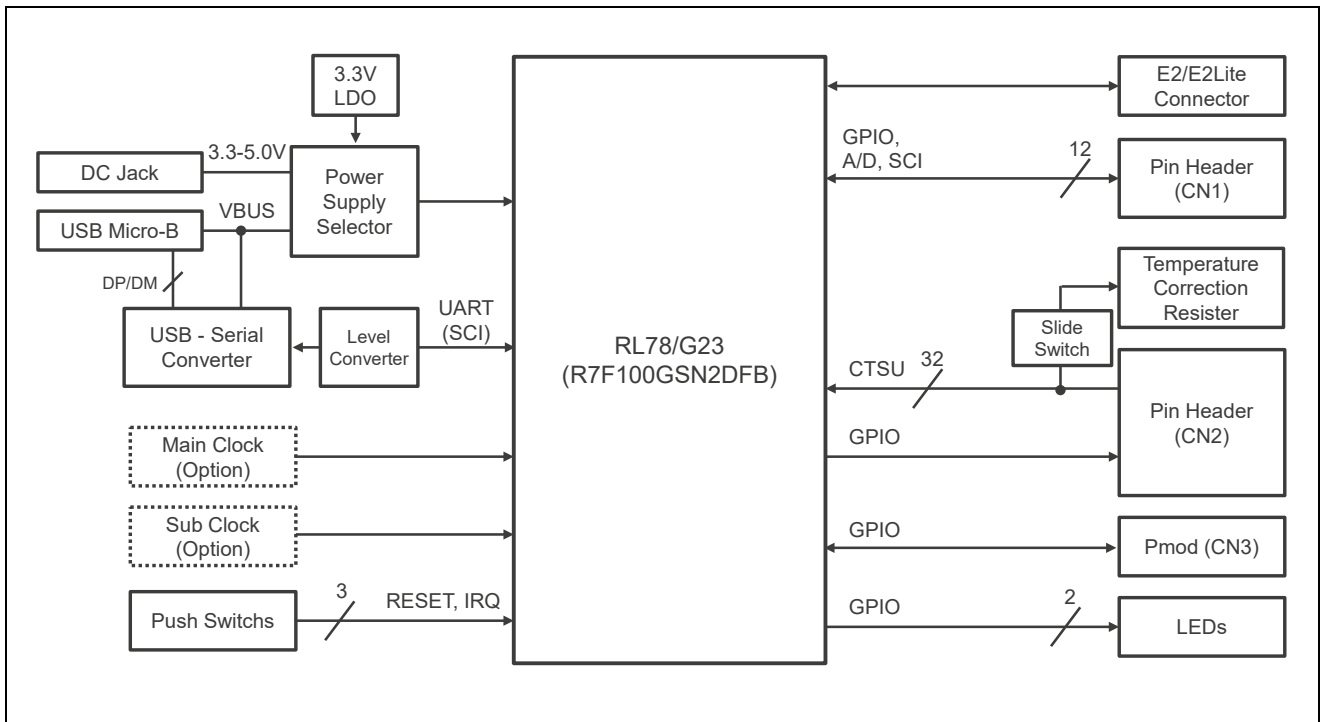 3.3V
LDO
DC Jack
3.3-5.0V
Power
Supply
Selector
USB Micro-B
VBUS
DP/DM
USB - Serial
Converter
Level
Converter
UART
(SCI)
Main Clock
(Option)
Sub Clock
(Option)
Push Switchs
3
RESET, IRQ
RL78/G23
(R7F100GSN2DFB)
E2/E2Lite
Connector
GPIO,
A/D, SCI
12
Pin Header
(CN1)
Temperature
Correction
Resister
Slide
Switch
CTSU
32
Pin Header
(CN2)
GPIO
GPIO
Pmod (CN3)
GPIO
2
LEDs